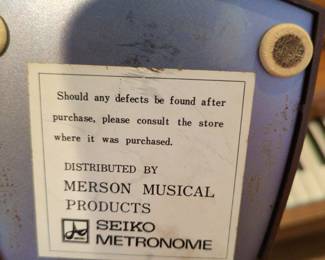 Should any defects be found after
purchase, please consult the store
where it was purchased.
DISTRIBUTED BY
MERSON MUSICAL
PRODUCTS
SEIKO
METRONOME